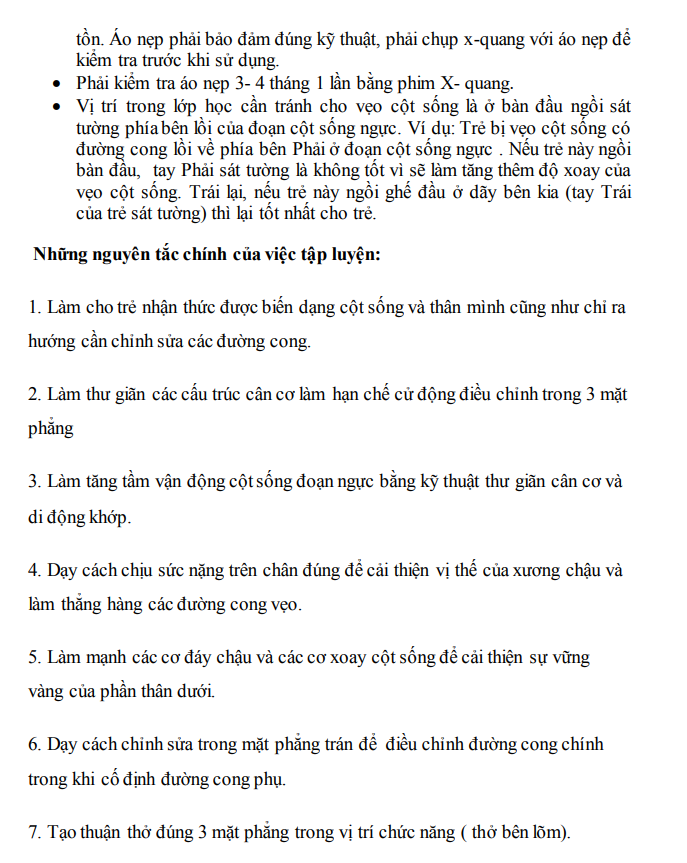 tồn. Áo nẹp phải bảo đảm đúng kỹ thuật, phải chụp x-quang với áo nẹp để
kiểm tra trước khi sử dụng.
• Phải kiểm tra áo nẹp 3- 4 tháng 1 lần bằng phim X- quang.
• Vị trí trong lớp học cần tránh cho vẹo cột sống là ở bàn đầu ngồi sát
tường phía bên lồi của đoạn cột sống ngực. Ví dụ: Trẻ bị vẹo cột sống có
đường cong lồi về phía bên Phải ở đoạn cột sống ngực . Nếu trẻ này ngồi
bàn đầu, tay Phải sát tường là không tốt vì sẽ làm tăng thêm độ xoay của
vẹo cột sống. Trái lại, nếu trẻ này ngồi ghế đầu ở dãy bên kia (tay Trái
của trẻ sát tường) thì lại tốt nhất cho trẻ.
Những nguyên tắc chính của việc tập luyện:
1. Làm cho trẻ nhận thức được biến dạng cột sống và thân mình cũng như chỉ ra
hướng cần chỉnh sửa các đường cong.
2. Làm thư giãn các cấu trúc cân cơ làm hạn chế cử động điều chỉnh trong 3 mặt
phẳng
3. Làm tăng tầm vận động cột sống đoạn ngực bằng kỹ thuật thư giãn cân cơ và
di động khớp.
4. Dạy cách chịu sức nặng trên chân đúng để cải thiện vị thế của xương chậu và
làm thẳng hàng các đường cong vẹo.
5. Làm mạnh các cơ đáy chậu và các cơ xoay cột sống để cải thiện sự vững
vàng của phần thân dưới.
6. Dạy cách chỉnh sửa trong mặt phẳng trán để điều chỉnh đường cong chính
trong khi cố định đường cong phụ.
7. Tạo thuận thở đúng 3 mặt phẳng trong vị trí chức năng ( thở bên lõm).